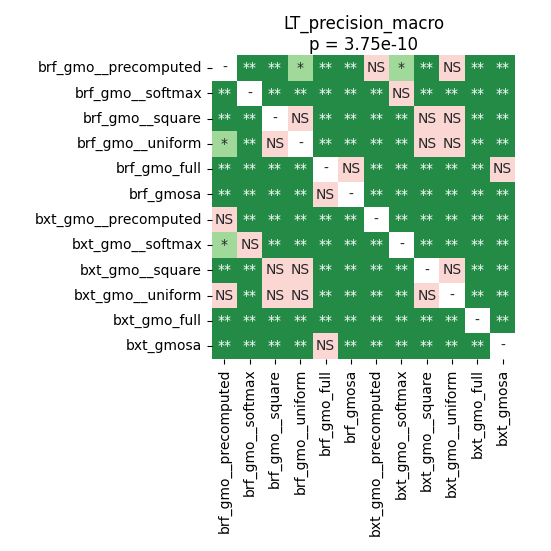 LT_precision_macro
p = 3.75e-10
brf_gmo__precomputed - ** ** * ** ** NS ** * ** NS ** **
brf_gmo__softmax ** - ** ** ** ** ** NS ** ** ** **
brf_gmo__square ** ** - NS ** ** ** ** NS NS ** **
brf_gmo__uniform * ** NS - ** ** ** ** NS NS ** **
brf_gmo_full ** ** ** ** - NS ** ** ** ** ** NS
brf_gmosa ** ** ** ** NS - ** ** ** ** ** **
bxt_gmo__precomputed NS ** ** ** ** ** - ** ** ** ** **
bxt_gmo__softmax * NS ** ** ** ** ** - ** ** ** **
bxt_gmo__square ** ** NS NS ** ** ** ** - NS ** **
bxt_gmo__uniform NS ** NS NS ** ** ** ** NS - ** **
bxt_gmo_full ** ** ** ** ** ** ** ** ** ** - **
bxt_gmosa ** ** ** ** NS ** ** ** ** ** ** -
brf_gmo__precomputed
brf_gmo__softmax
brf_gmo__square
brf_gmo__uniform
brf_gmo_full
brf_gmosa
bxt_gmo__precomputed
bxt_gmo__softmax
bxt_gmo__square
bxt_gmo__uniform
bxt_gmo_full
bxt_gmosa